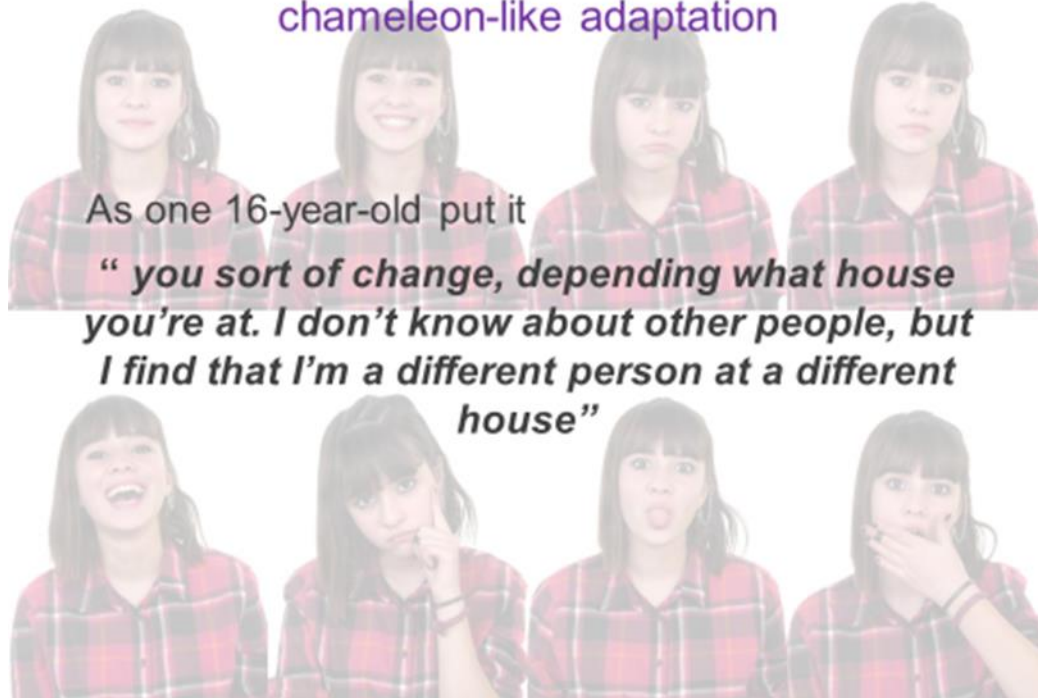 chameleon-like adaptation
As one 16-year-old put it
“ you sort of change, depending what house
you’re at. I don’t know about other people, but
I find that I’m a different person at a different
house”